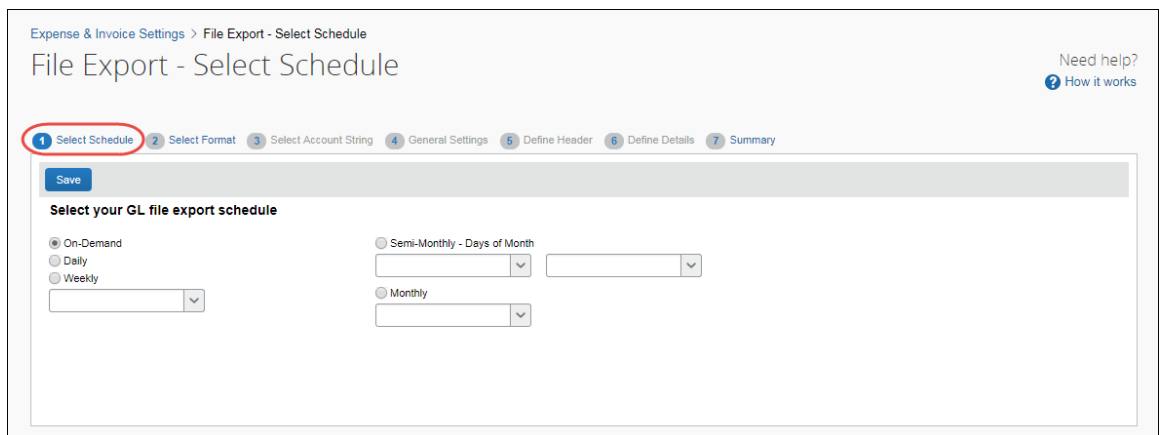 Expense & Invoice Settings > File Export - Select Schedule
File Export - Select Schedule
Need help?
? How it works
1 Select Schedule 2 Select Format 3 Select Account String 4 General Settings 5 Define Header 6 Define Details 7 Summary
Save
Select your GL file export schedule
On-Demand
Semi-Monthly - Days of Month
Daily
Weekly
Monthly